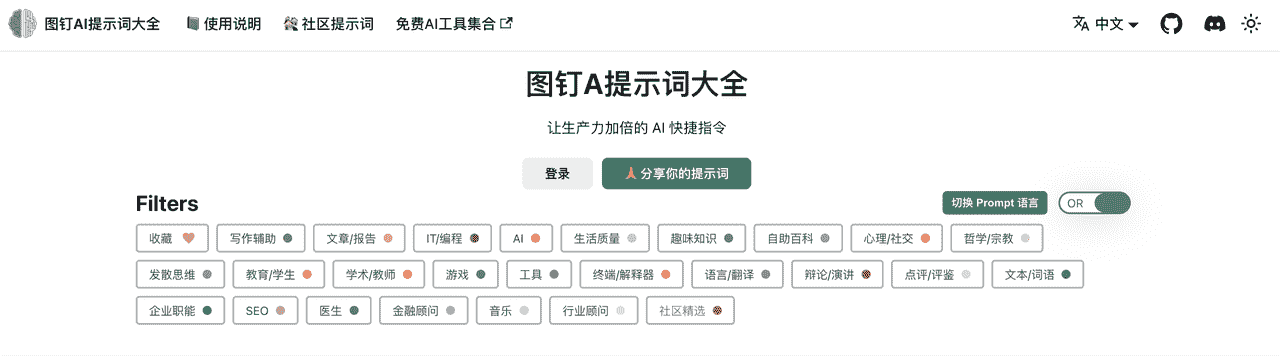 图钉AI提示词大全 使用说明 社区提示词 免费AI工具集合 中文
图钉A提示词大全
让生产力加倍的 AI 快捷指令
登录 分享你的提示词
Filters 切换 Prompt 语言 OR
收藏 写作辅助 文章/报告 IT/编程 AI 生活质量 趣味知识 自助百科 心理/社交 哲学/宗教
发散思维 教育/学生 学术/教师 游戏 工具 终端/解释器 语言/翻译 辩论/演讲 点评/评鉴 文本/词语
企业职能 SEO 医生 金融顾问 音乐 行业顾问 社区精选